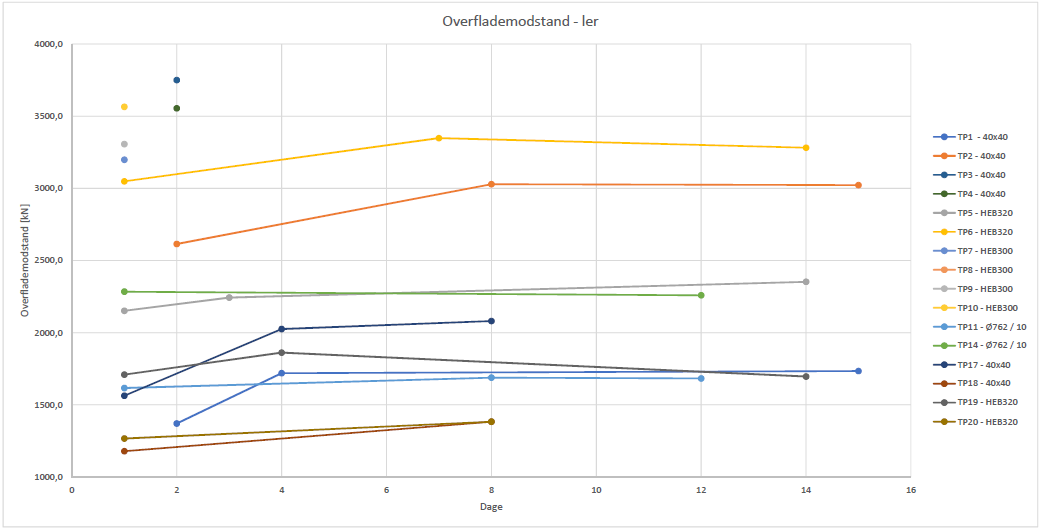 Overflademodstand - ler
4000,0
3500,0
3000,0
2500,0
2000,0
1500,0
1000,0
Overflademodstand [kN]
0 2 4 6 8 10 12 14 16
Dage
TP1 - 40x40
TP2 - 40x40
TP3 - 40x40
TP4 - 40x40
TP5 - HEB320
TP6 - HEB320
TP7 - HEB300
TP8 - HEB300
TP9 - HEB300
TP10 - HEB300
TP11 - Ø762 / 10
TP14 - Ø762 / 10
TP17 - 40x40
TP18 - 40x40
TP19 - HEB320
TP20 - HEB320